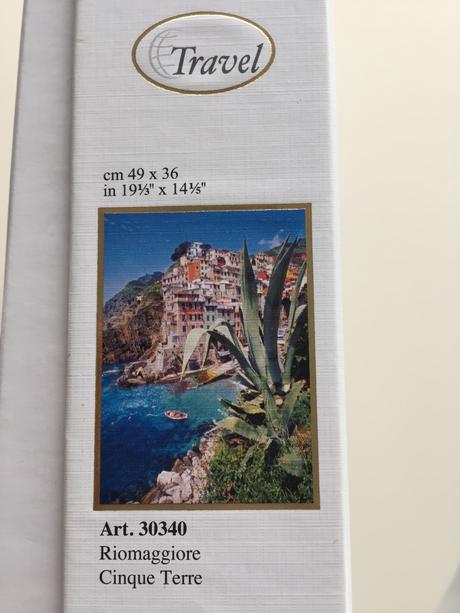 Travel
cm 49 x 36
in 19⅓" x 14⅕"
Art. 30340
Riomaggiore
Cinque Terre